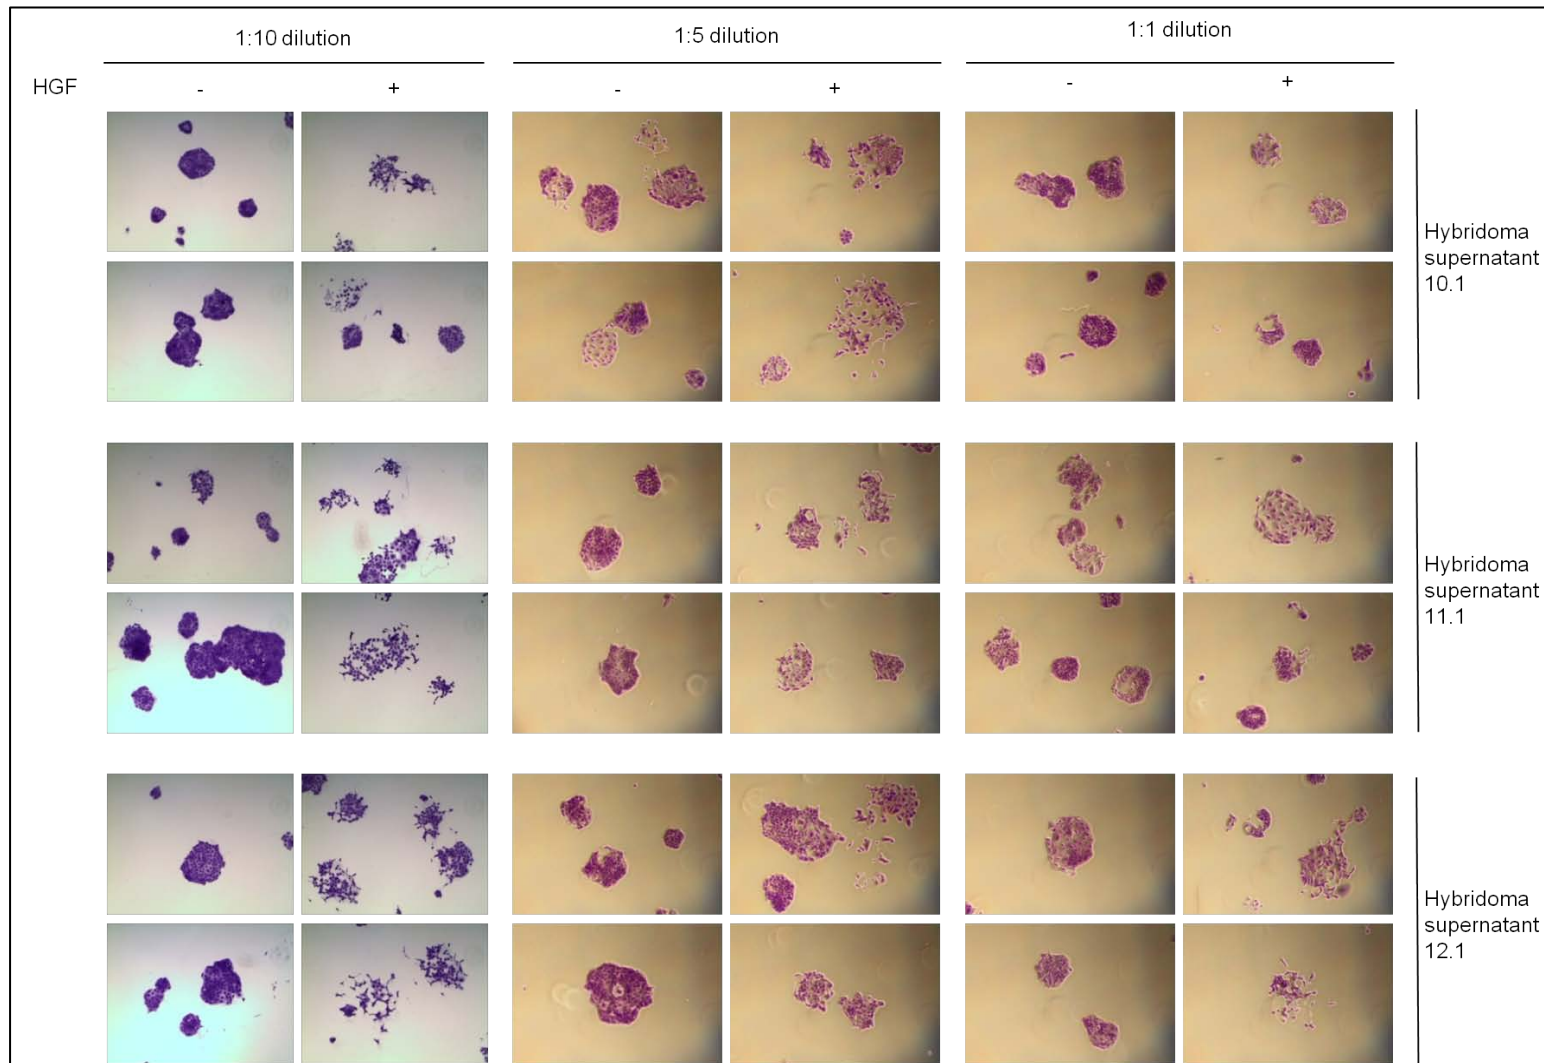 1:10 dilution
1:5 dilution
1:1 dilution
HGF
-
+
-
+
-
+
Hybridoma
supernatant
10.1
Hybridoma
supernatant
11.1
Hybridoma
supernatant
12.1